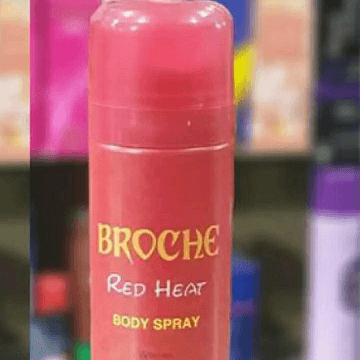 BROCHE
RED HEAT
BODY SPRAY